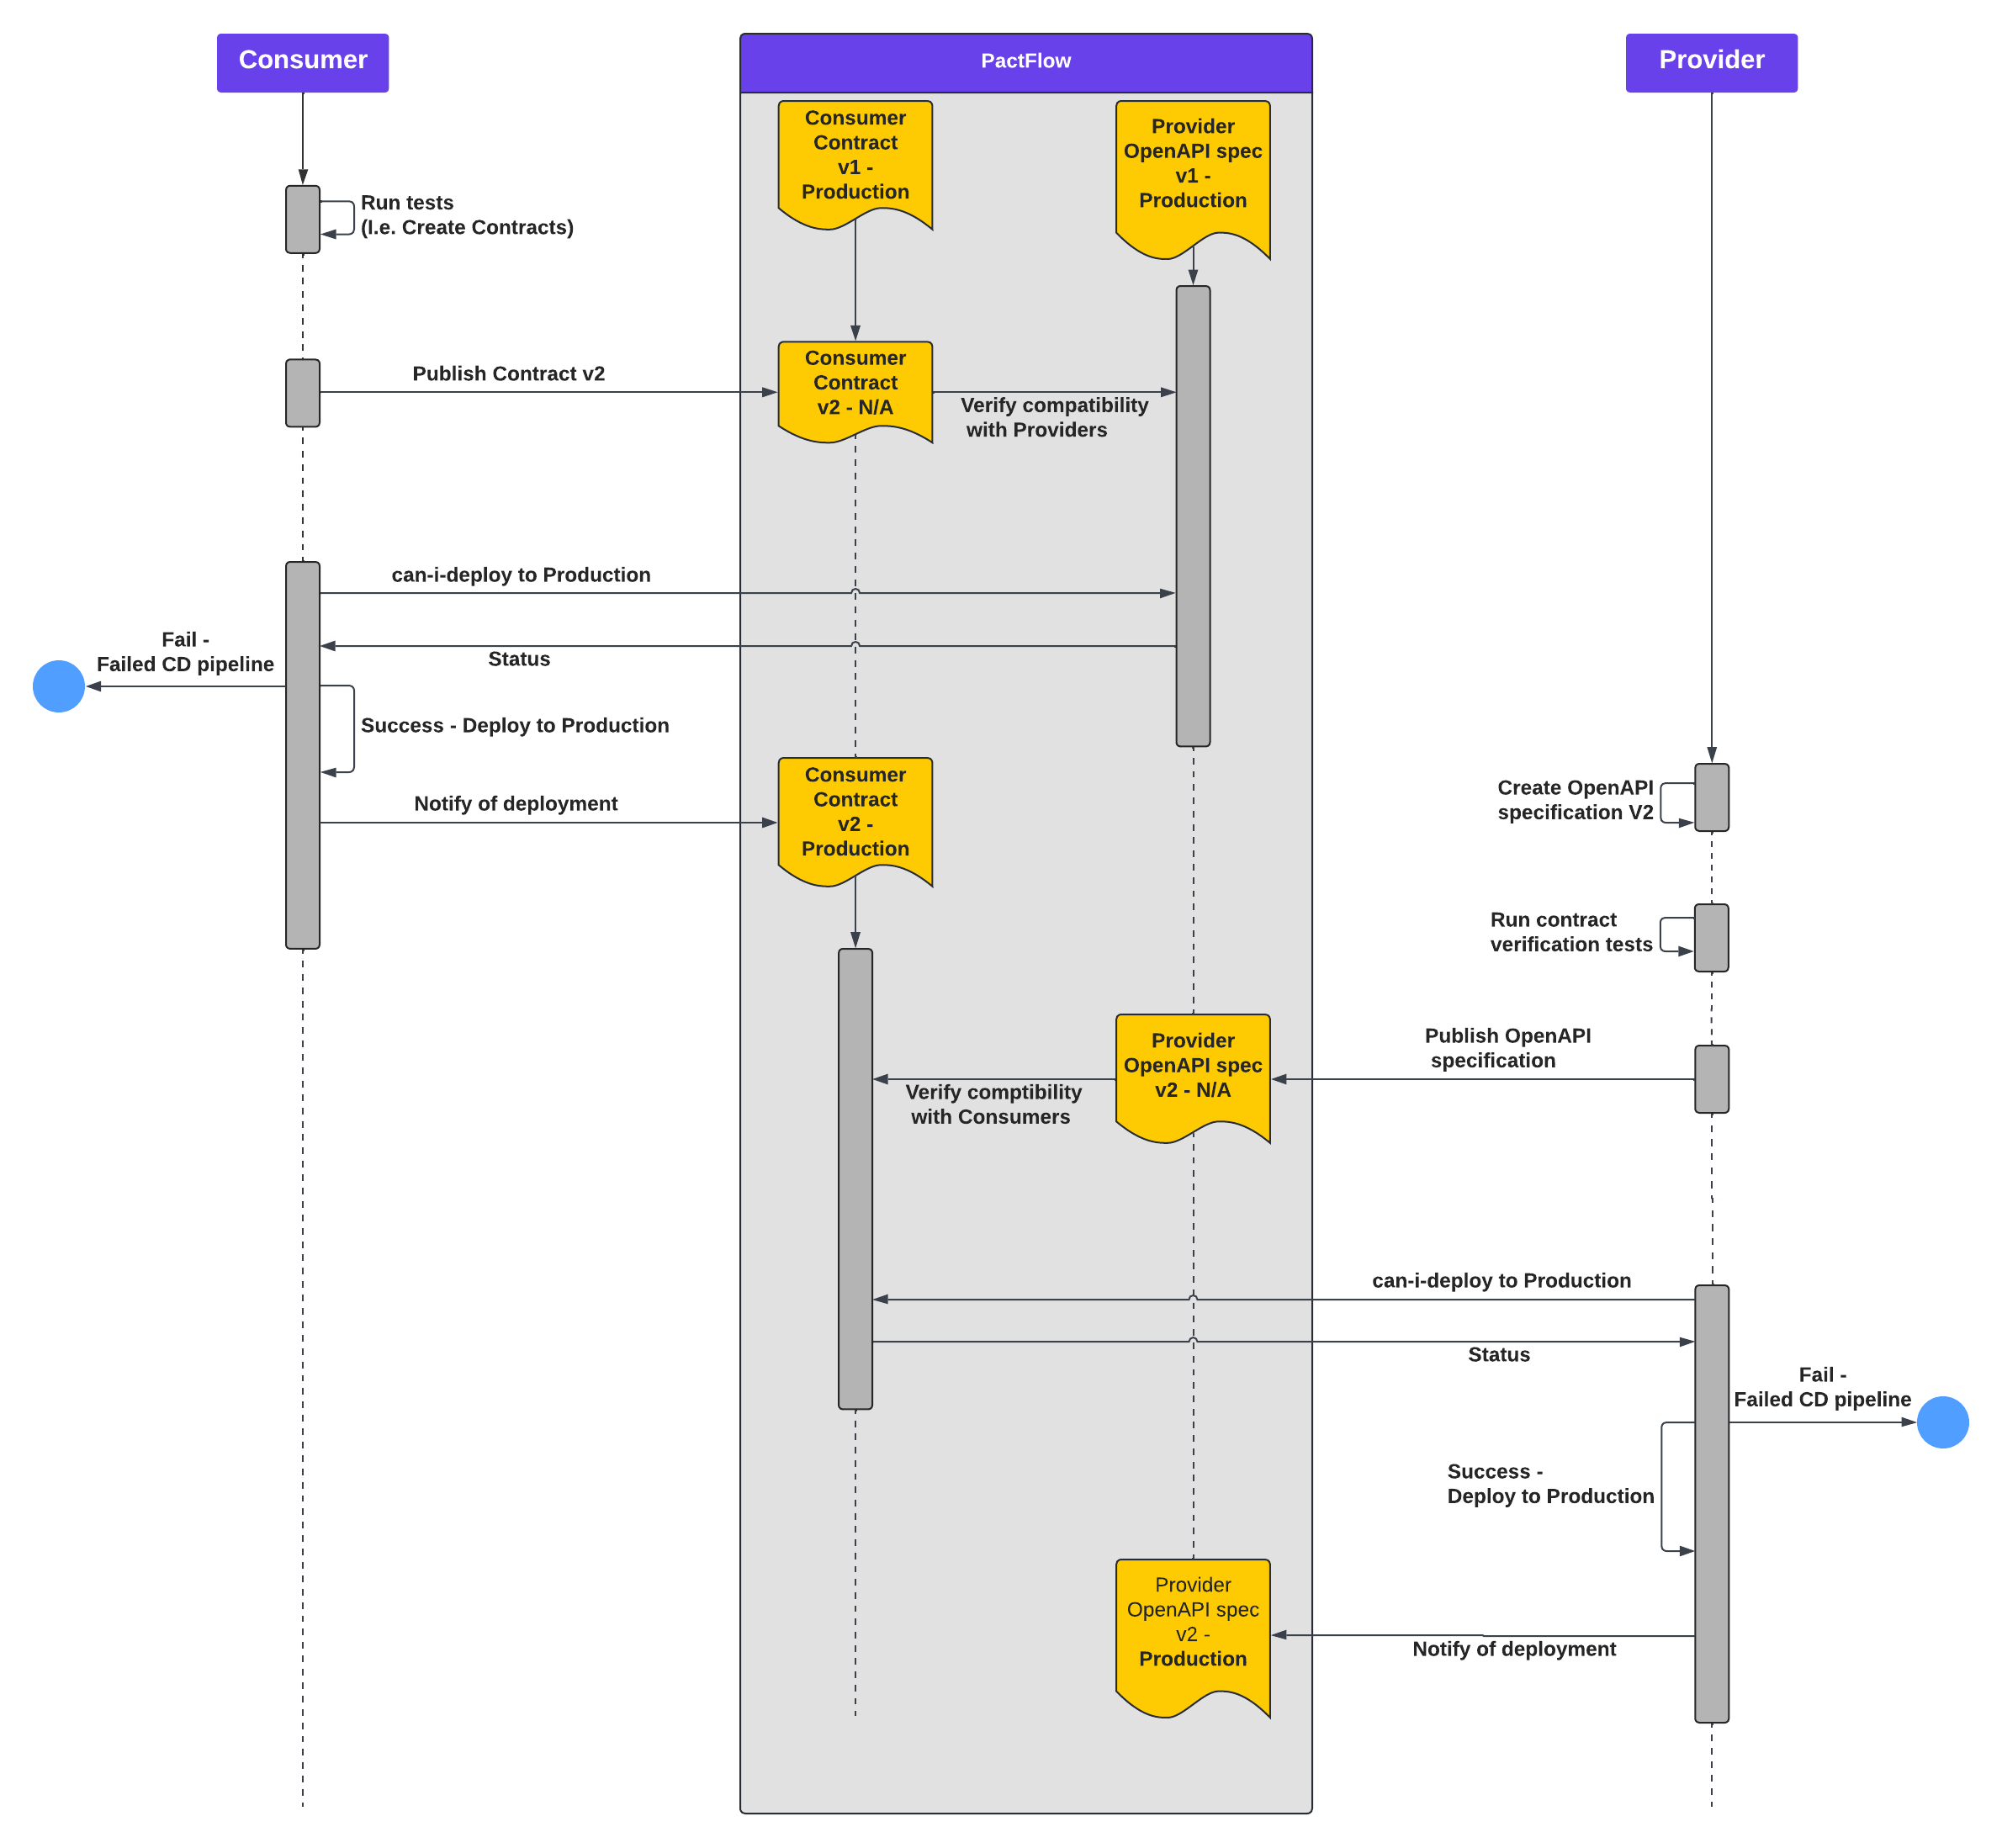 Consumer
PactFlow
Provider
Consumer
Contract
v1 -
Production
Provider
OpenAPI spec
v1 -
Production
Run tests
(I.e. Create Contracts)
Publish Contract v2
Consumer
Contract
v2 - N/A
Verify compatibility
with Providers
can-i-deploy to Production
Status
Fail -
Failed CD pipeline
Success - Deploy to Production
Notify of deployment
Consumer
Contract
v2 -
Production
Create OpenAPI
specification V2
Run contract
verification tests
Publish OpenAPI
specification
Provider
OpenAPI spec
v2 - N/A
Verify comptibility
with Consumers
can-i-deploy to Production
Status
Fail -
Failed CD pipeline
Success -
Deploy to Production
Provider
OpenAPI spec
v2 -
Production
Notify of deployment